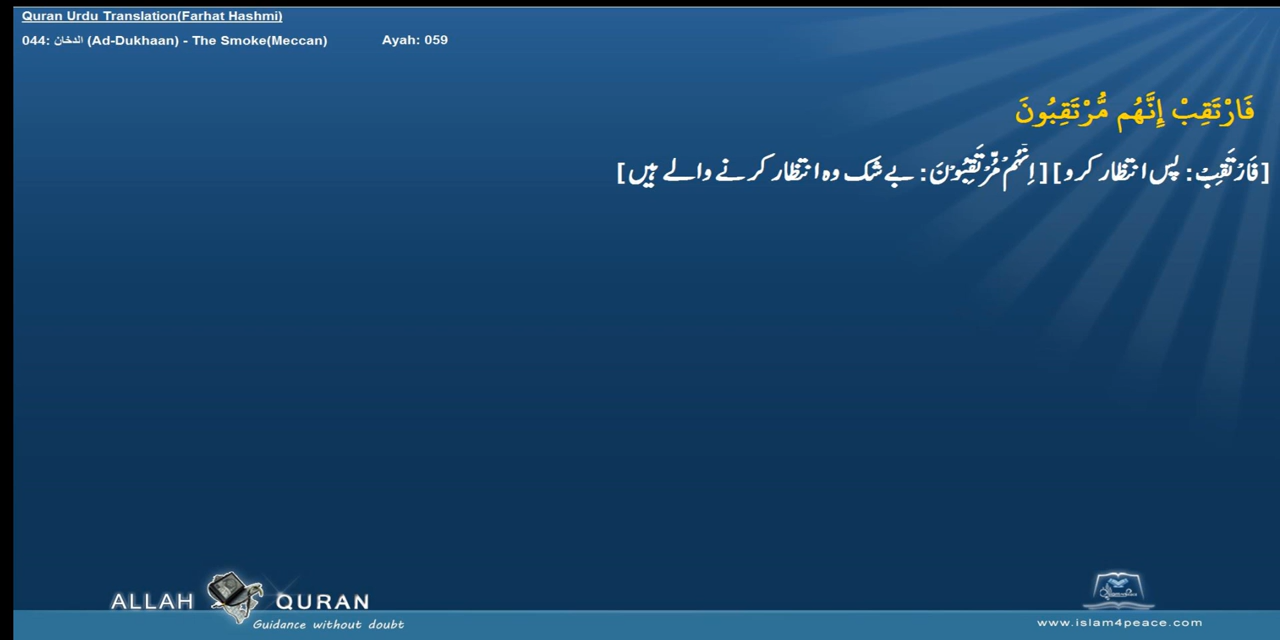 Quran Urdu Translation(Farhat Hashmi)
044: الدخان (Ad-Dukhaan) - The Smoke(Meccan) Ayah: 059
فَارْتَقِبْ إِنَّهُم مُّرْتَقِبُونَ
[فَارْتَقِبْ: پس انتظار کرو] [اِنَّهُمْ مُّرْتَقِبُوْنَ: بے شک وہ انتظار کرنے والے ہیں]
ALLAH QURAN
Guidance without doubt
www.islam4peace.com